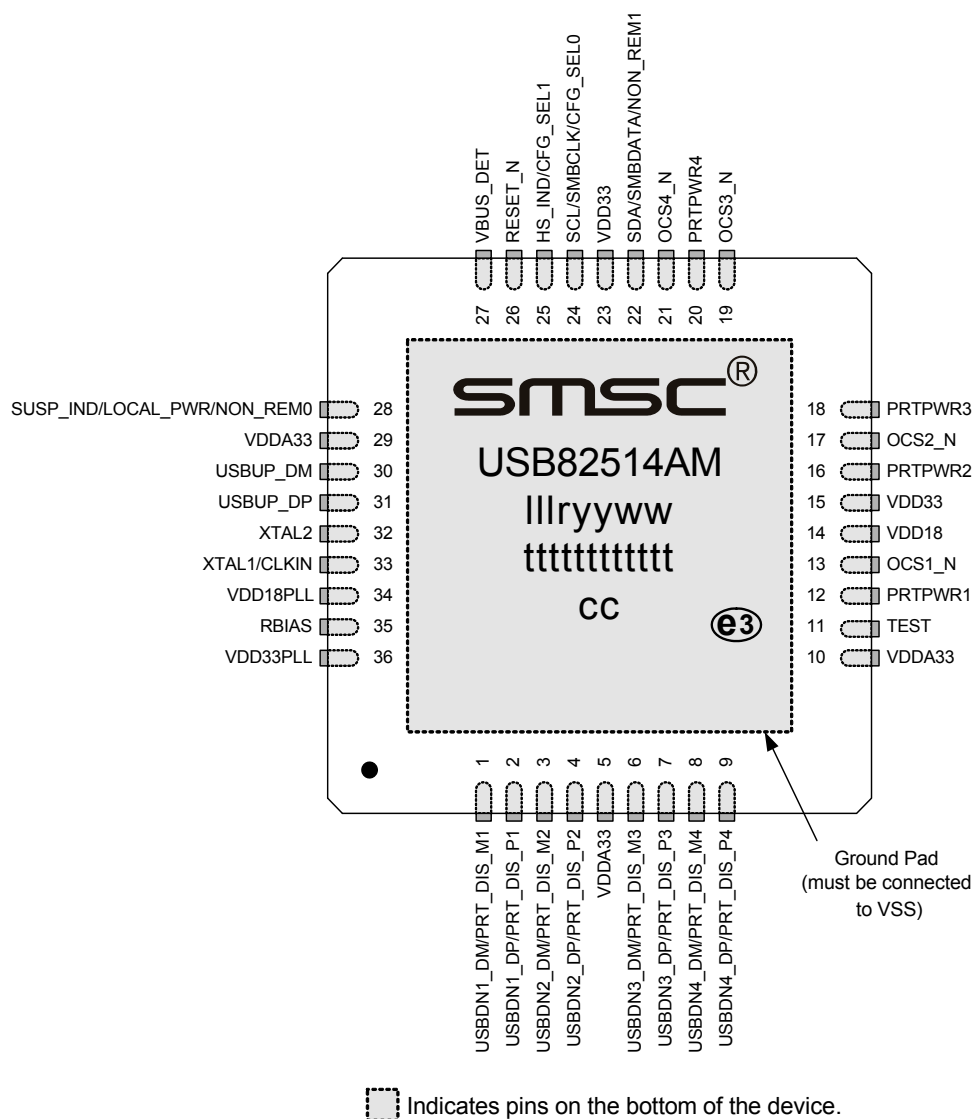 VBUS_DET
RESET_N
HS_IND/CFG_SEL1
SCL/SMBCLK/CFG_SEL0
VDD33
SDA/SMBDATA/NON_REM1
OCS4_N
PRTPWR4
OCS3_N
27
26
25
24
23
22
21
20
19
SUSP_IND/LOCAL_PWR/NON_REM0 28
VDDA33 29
USBUP_DM 30
USBUP_DP 31
XTAL2 32
XTAL1/CLKIN 33
VDD18PLL 34
RBIAS 35
VDD33PLL 36
smsc®
USB82514AM
lllryyww
tttttttttttt
cc
e3
18 PRTPWR3
17 OCS2_N
16 PRTPWR2
15 VDD33
14 VDD18
13 OCS1_N
12 PRTPWR1
11 TEST
10 VDDA33
1
2
3
4
5
6
7
8
9
USBDN1_DM/PRT_DIS_M1
USBDN1_DP/PRT_DIS_P1
USBDN2_DM/PRT_DIS_M2
USBDN2_DP/PRT_DIS_P2
VDDA33
USBDN3_DM/PRT_DIS_M3
USBDN3_DP/PRT_DIS_P3
USBDN4_DM/PRT_DIS_M4
USBDN4_DP/PRT_DIS_P4
Ground Pad
(must be connected
to VSS)
Indicates pins on the bottom of the device.